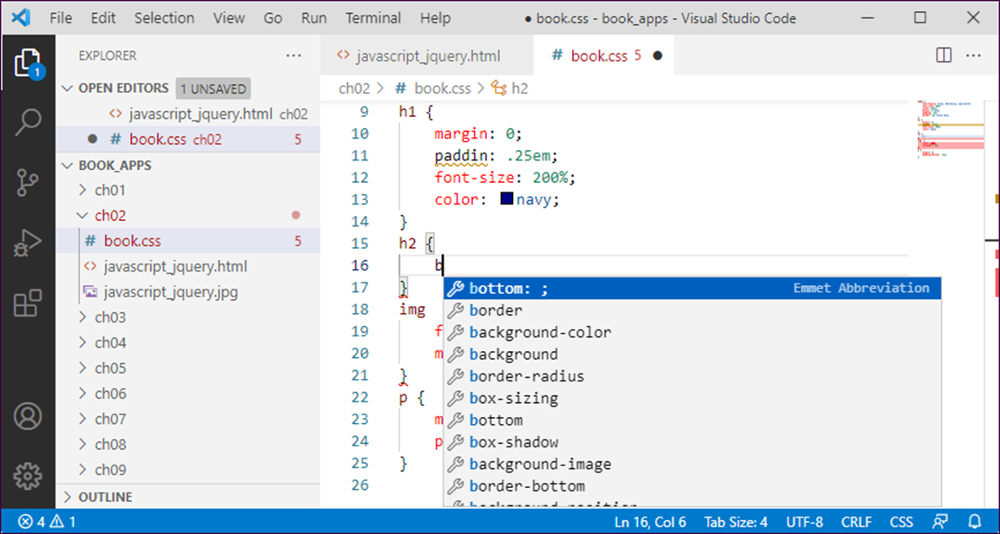 File Edit Selection View Go Run Terminal Help ● book.css - book_apps - Visual Studio Code
1
EXPLORER ...
OPEN EDITORS 1 UNSAVED
<> javascript_jquery.html ch02
● # book.css ch02 5
BOOK_APPS
> ch01
ch02
# book.css 5
<> javascript_jquery.html
javascript_jquery.jpg
> ch03
> ch04
> ch05
> ch06
> ch07
> ch08
> ch09
> OUTLINE
<> javascript_jquery.html # book.css 5 ● ...
ch02 > # book.css > h2
9 h1 {
10 margin: 0;
11 paddin: .25em;
12 font-size: 200%;
13 color: navy;
14 }
15 h2 {
16 b
17 }
18 img
19 f
20 m
21 }
22 p {
23 m
24 p
25 }
26
bottom: ; Emmet Abbreviation
border
background-color
background
border-radius
box-sizing
bottom
box-shadow
background-image
border-bottom
4 1 Ln 16, Col 6 Tab Size: 4 UTF-8 CRLF CSS